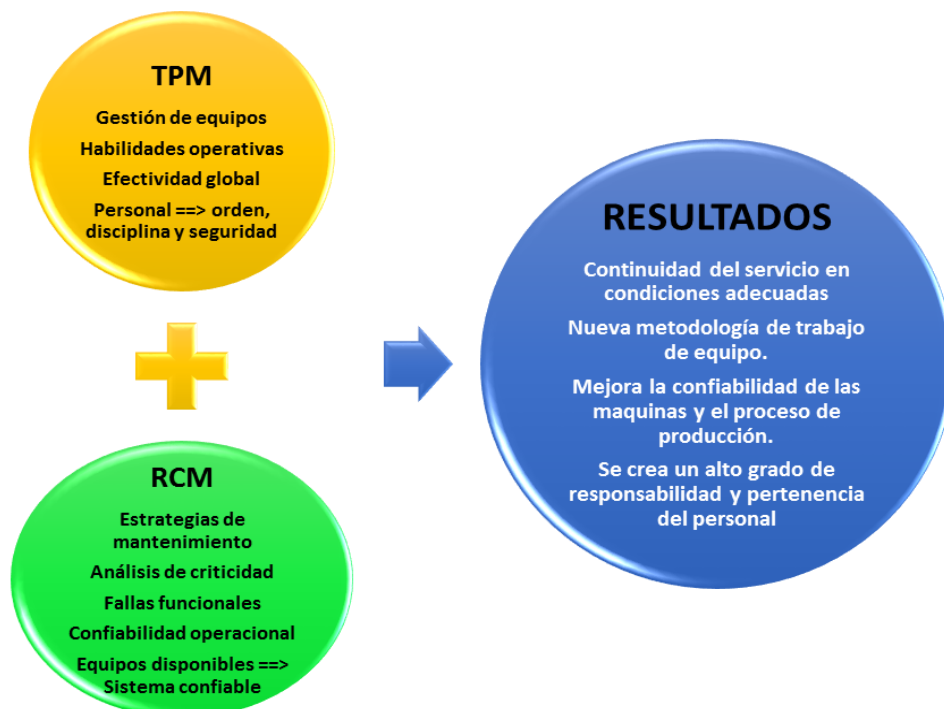 TPM
Gestión de equipos
Habilidades operativas
Efectividad global
Personal ==> orden,
disciplina y seguridad
RCM
Estrategias de
mantenimiento
Análisis de criticidad
Fallas funcionales
Confiabilidad operacional
Equipos disponibles ==>
Sistema confiable
RESULTADOS
Continuidad del servicio en
condiciones adecuadas
Nueva metodología de trabajo
de equipo.
Mejora la confiabilidad de las
maquinas y el proceso de
producción.
Se crea un alto grado de
responsabilidad y pertenencia
del personal